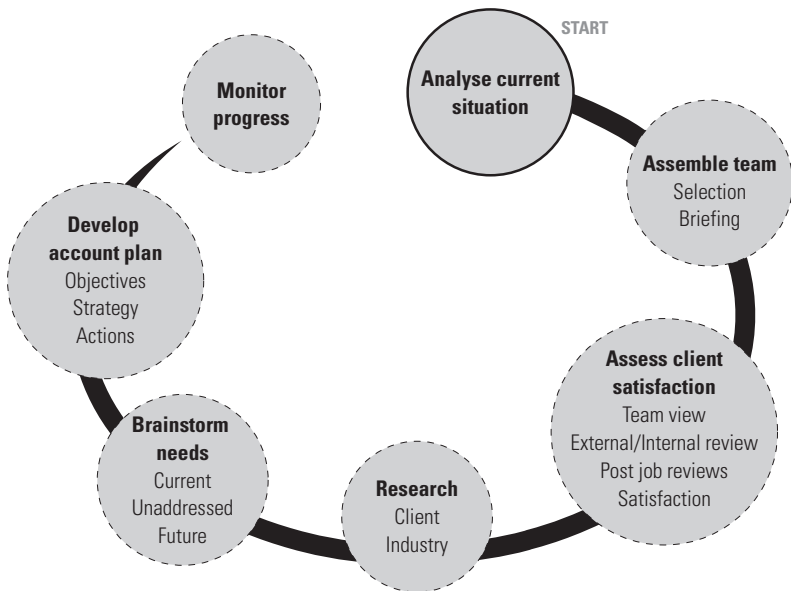 START
Analyse current
situation
Assemble team
Selection
Briefing
Assess client
satisfaction
Team view
External/Internal review
Post job reviews
Satisfaction
Research
Client
Industry
Brainstorm
needs
Current
Unaddressed
Future
Develop
account plan
Objectives
Strategy
Actions
Monitor
progress